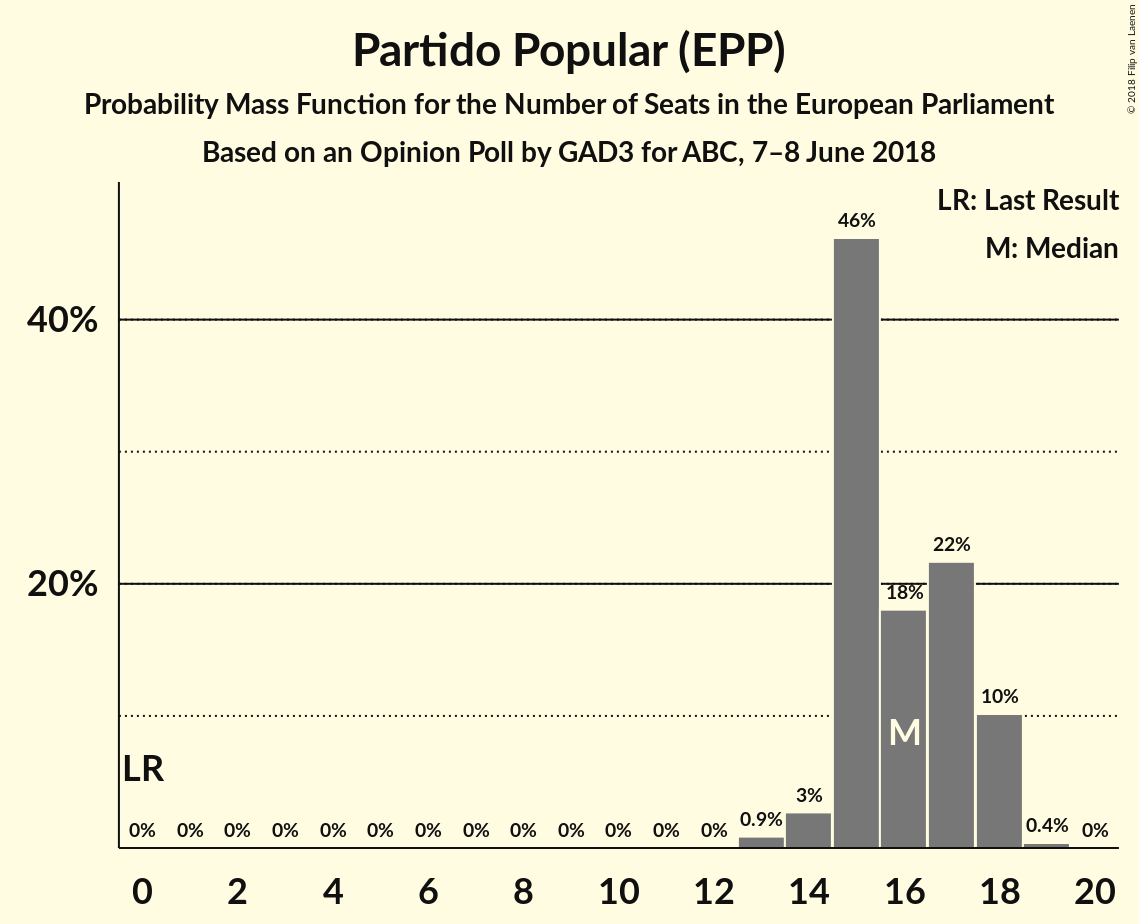 Partido Popular (EPP)
Probability Mass Function for the Number of Seats in the European Parliament
Based on an Opinion Poll by GAD3 for ABC, 7–8 June 2018
© 2018 Filip van Laenen
LR: Last Result
M: Median
46%
40%
22%
20%
18%
10%
M
LR
3%
0% 0% 0% 0% 0% 0% 0% 0% 0% 0% 0% 0% 0% 0.9% 0.4% 0%
0 2 4 6 8 10 12 14 16 18 20